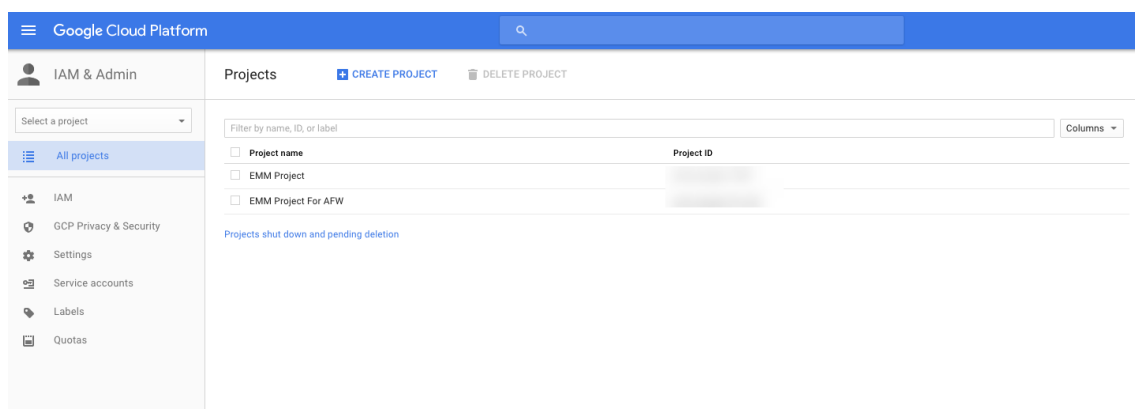 Google Cloud Platform
IAM & Admin
Projects CREATE PROJECT DELETE PROJECT
Select a project
Filter by name, ID, or label Columns
All projects
Project name Project ID
EMM Project
EMM Project For AFW
IAM
GCP Privacy & Security
Projects shut down and pending deletion
Settings
Service accounts
Labels
Quotas